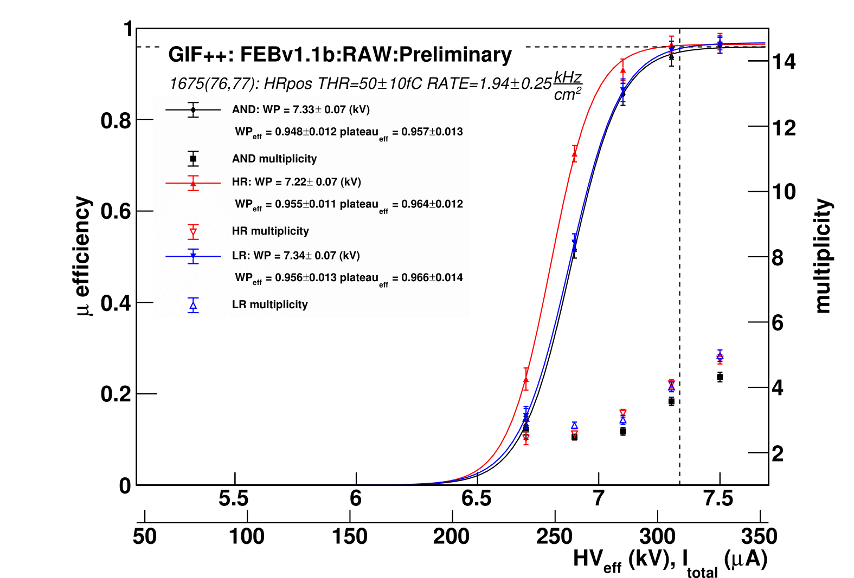 GIF++: FEBv1.1b:RAW:Preliminary
1675(76,77): HRpos THR=50±10fC RATE=1.94±0.25 kHz/cm²
AND: WP = 7.33± 0.07 (kV)
WPeff = 0.948±0.012 plateaueff = 0.957±0.013
AND multiplicity
HR: WP = 7.22± 0.07 (kV)
WPeff = 0.955±0.011 plateaueff = 0.964±0.012
HR multiplicity
LR: WP = 7.34± 0.07 (kV)
WPeff = 0.956±0.013 plateaueff = 0.966±0.014
LR multiplicity
μ efficiency
1
0.8
0.6
0.4
0.2
0
multiplicity
14
12
10
8
6
4
2
5.5 6 6.5 7 7.5
50 100 150 200 250 300 350
HVeff (kV), Itotal (μA)